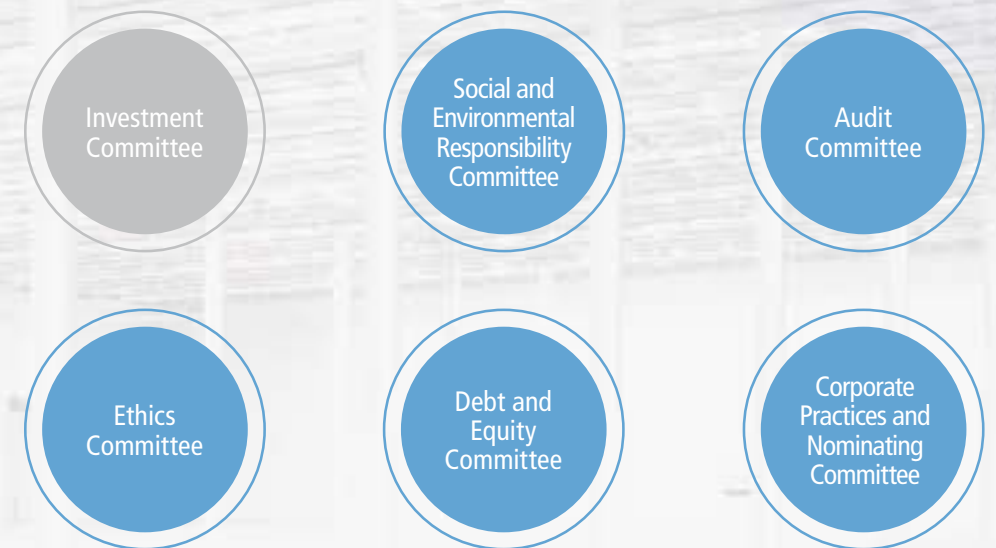 Investment
Committee
Social and
Environmental
Responsibility
Committee
Audit
Committee
Ethics
Committee
Debt and
Equity
Committee
Corporate
Practices and
Nominating
Committee